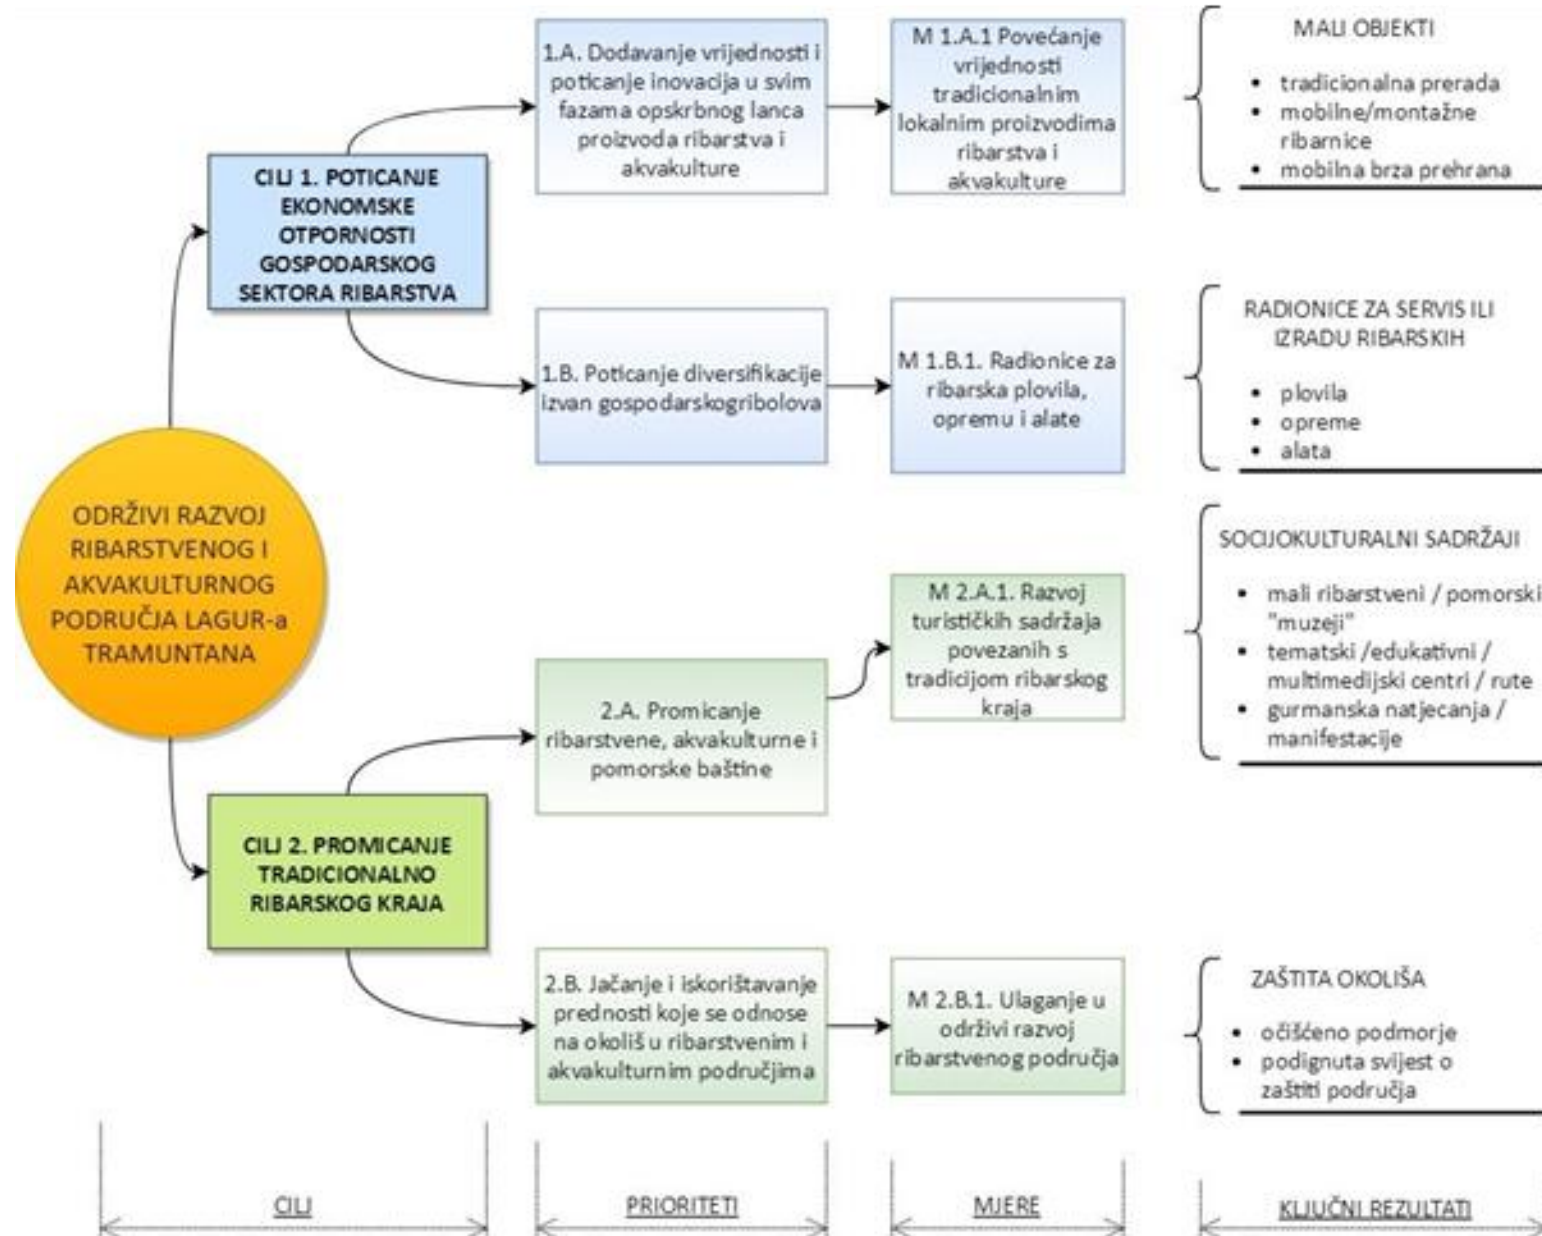 ODRŽIVI RAZVOJ
RIBARSTVENOG I
AKVAKULTURNOG
PODRUČJA LAGUR-a
TRAMUNTANA
CILJ 1. POTICANJE
EKONOMSKE
OTPORNOSTI
GOSPODARSKOG
SEKTORA RIBARSTVA
1.A. Dodavanje vrijednosti i
poticanje inovacija u svim
fazama opskrbnog lanca
proizvoda ribarstva i
akvakulture
M 1.A.1 Povećanje
vrijednosti
tradicionalnim
lokalnim proizvodima
ribarstva i
akvakulture
MALI OBJEKTI
• tradicionalna prerada
• mobilne/montažne
ribarnice
• mobilna brza prehrana
1.B. Poticanje diversifikacije
izvan gospodarskogribolova
M 1.B.1. Radionice za
ribarska plovila,
opremu i alate
RADIONICE ZA SERVIS ILI
IZRADU RIBARSKIH
• plovila
• opreme
• alata
CILJ 2. PROMICANJE
TRADICIONALNO
RIBARSKOG KRAJA
2.A. Promicanje
ribarstvene, akvakulturne i
pomorske baštine
M 2.A.1. Razvoj
turističkih sadržaja
povezanih s
tradicijom ribarskog
kraja
SOCIJOKULTURALNI SADRŽAJI
• mali ribarstveni / pomorski
"muzeji"
• tematski /edukativni /
multimedijski centri / rute
• gurmanska natjecanja /
manifestacije
2.B. Jačanje i iskorištavanje
prednosti koje se odnose
na okoliš u ribarstvenim i
akvakulturnim područjima
M 2.B.1. Ulaganje u
održivi razvoj
ribarstvenog područja
ZAŠTITA OKOLIŠA
• očišćeno podmorje
• podignuta svijest o
zaštiti područja
CILJ
PRIORITETI
MJERE
KLJUČNI REZULTATI